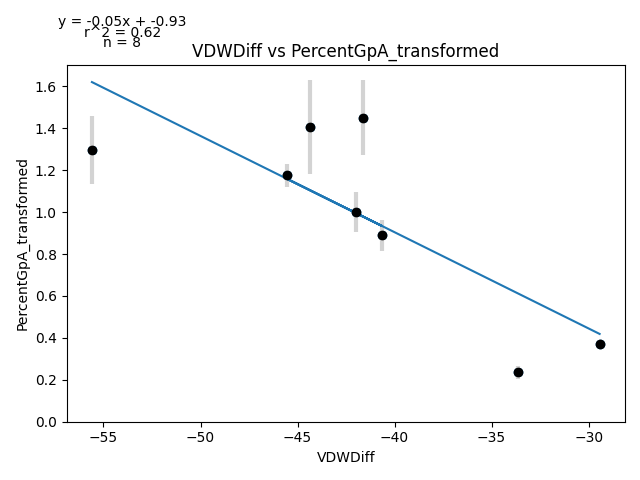 y = -0.05x + -0.93
r^2 = 0.62
n = 8
VDWDiff vs PercentGpA_transformed
PercentGpA_transformed
1.6
1.4
1.2
1.0
0.8
0.6
0.4
0.2
0.0
−55
−50
−45
−40
−35
−30
VDWDiff